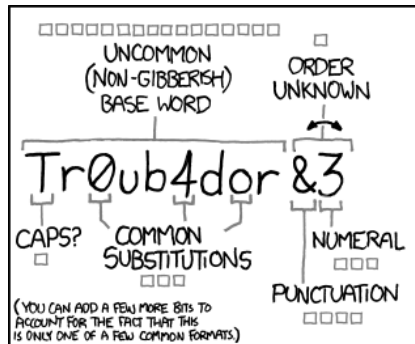 UNCOMMON
(NON-GIBBERISH)
BASE WORD
ORDER
UNKNOWN
Tr0ub4dor &3
CAPS?
COMMON
SUBSTITUTIONS
NUMERAL
PUNCTUATION
(YOU CAN ADD A FEW MORE BITS TO
ACCOUNT FOR THE FACT THAT THIS
IS ONLY ONE OF A FEW COMMON FORMATS.)